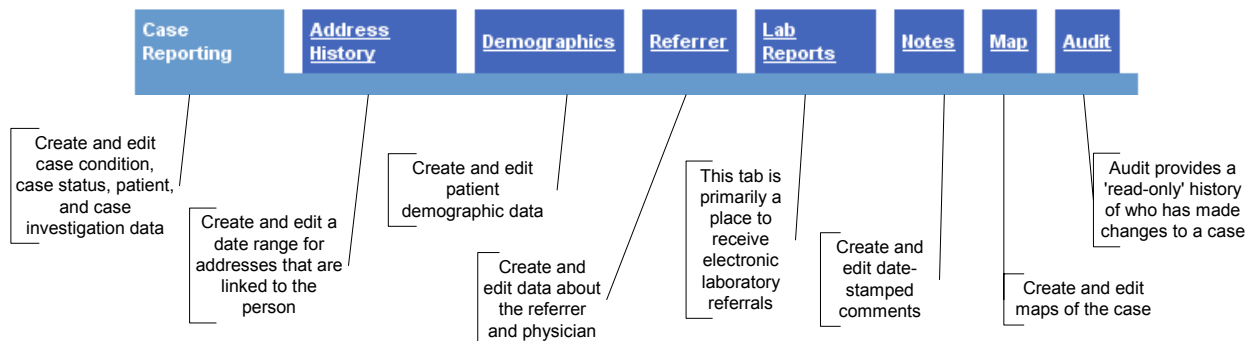 Case
Reporting
Address
History
Demographics
Referrer
Lab
Reports
Notes
Map
Audit
Create and edit
case condition,
case status, patient,
and case
investigation data
Create and edit a
date range for
addresses that are
linked to the
person
Create and edit
patient
demographic data
Create and
edit data about
the referrer
and physician
This tab is
primarily a
place to
receive
electronic
laboratory
referrals
Create and
edit date-
stamped
comments
Create and edit
maps of the case
Audit provides a
'read-only' history
of who has made
changes to a case